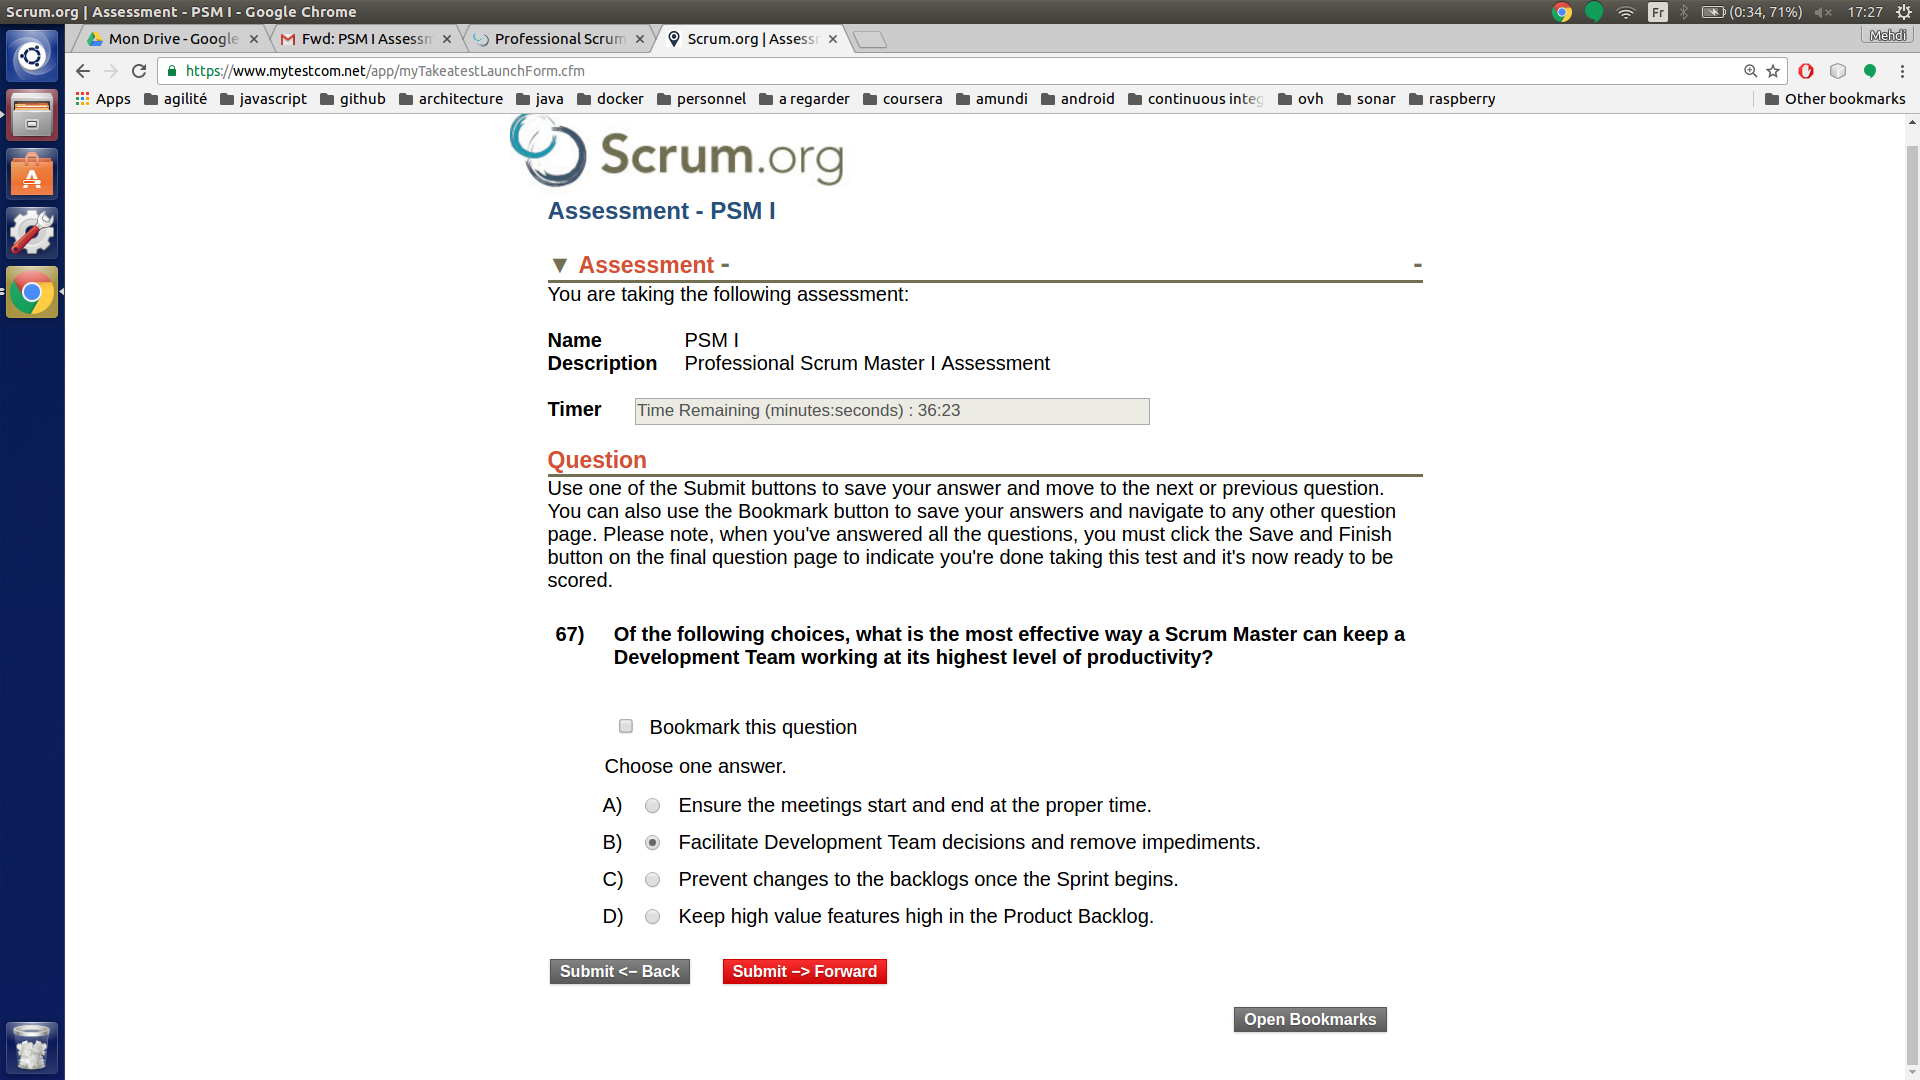 Scrum.org | Assessment - PSM I - Google Chrome
Fr
(0:34, 71%)
17:27
Mon Drive - Google
Fwd: PSM I Assessm
Professional Scrum
Scrum.org | Assess
Mehdi
https://www.mytestcom.net/app/myTakeatestLaunchForm.cfm
Apps
agilité
javascript
github
architecture
java
docker
personnel
a regarder
coursera
amundi
android
continuous integ
ovh
sonar
raspberry
Other bookmarks
Scrum.org
Assessment - PSM I
▼ Assessment -
-
You are taking the following assessment:
Name PSM I
Description Professional Scrum Master I Assessment
Timer Time Remaining (minutes:seconds) : 36:23
Question
Use one of the Submit buttons to save your answer and move to the next or previous question.
You can also use the Bookmark button to save your answers and navigate to any other question
page. Please note, when you've answered all the questions, you must click the Save and Finish
button on the final question page to indicate you're done taking this test and it's now ready to be
scored.
67) Of the following choices, what is the most effective way a Scrum Master can keep a
Development Team working at its highest level of productivity?
Bookmark this question
Choose one answer.
A) Ensure the meetings start and end at the proper time.
B) Facilitate Development Team decisions and remove impediments.
C) Prevent changes to the backlogs once the Sprint begins.
D) Keep high value features high in the Product Backlog.
Submit <− Back
Submit −> Forward
Open Bookmarks